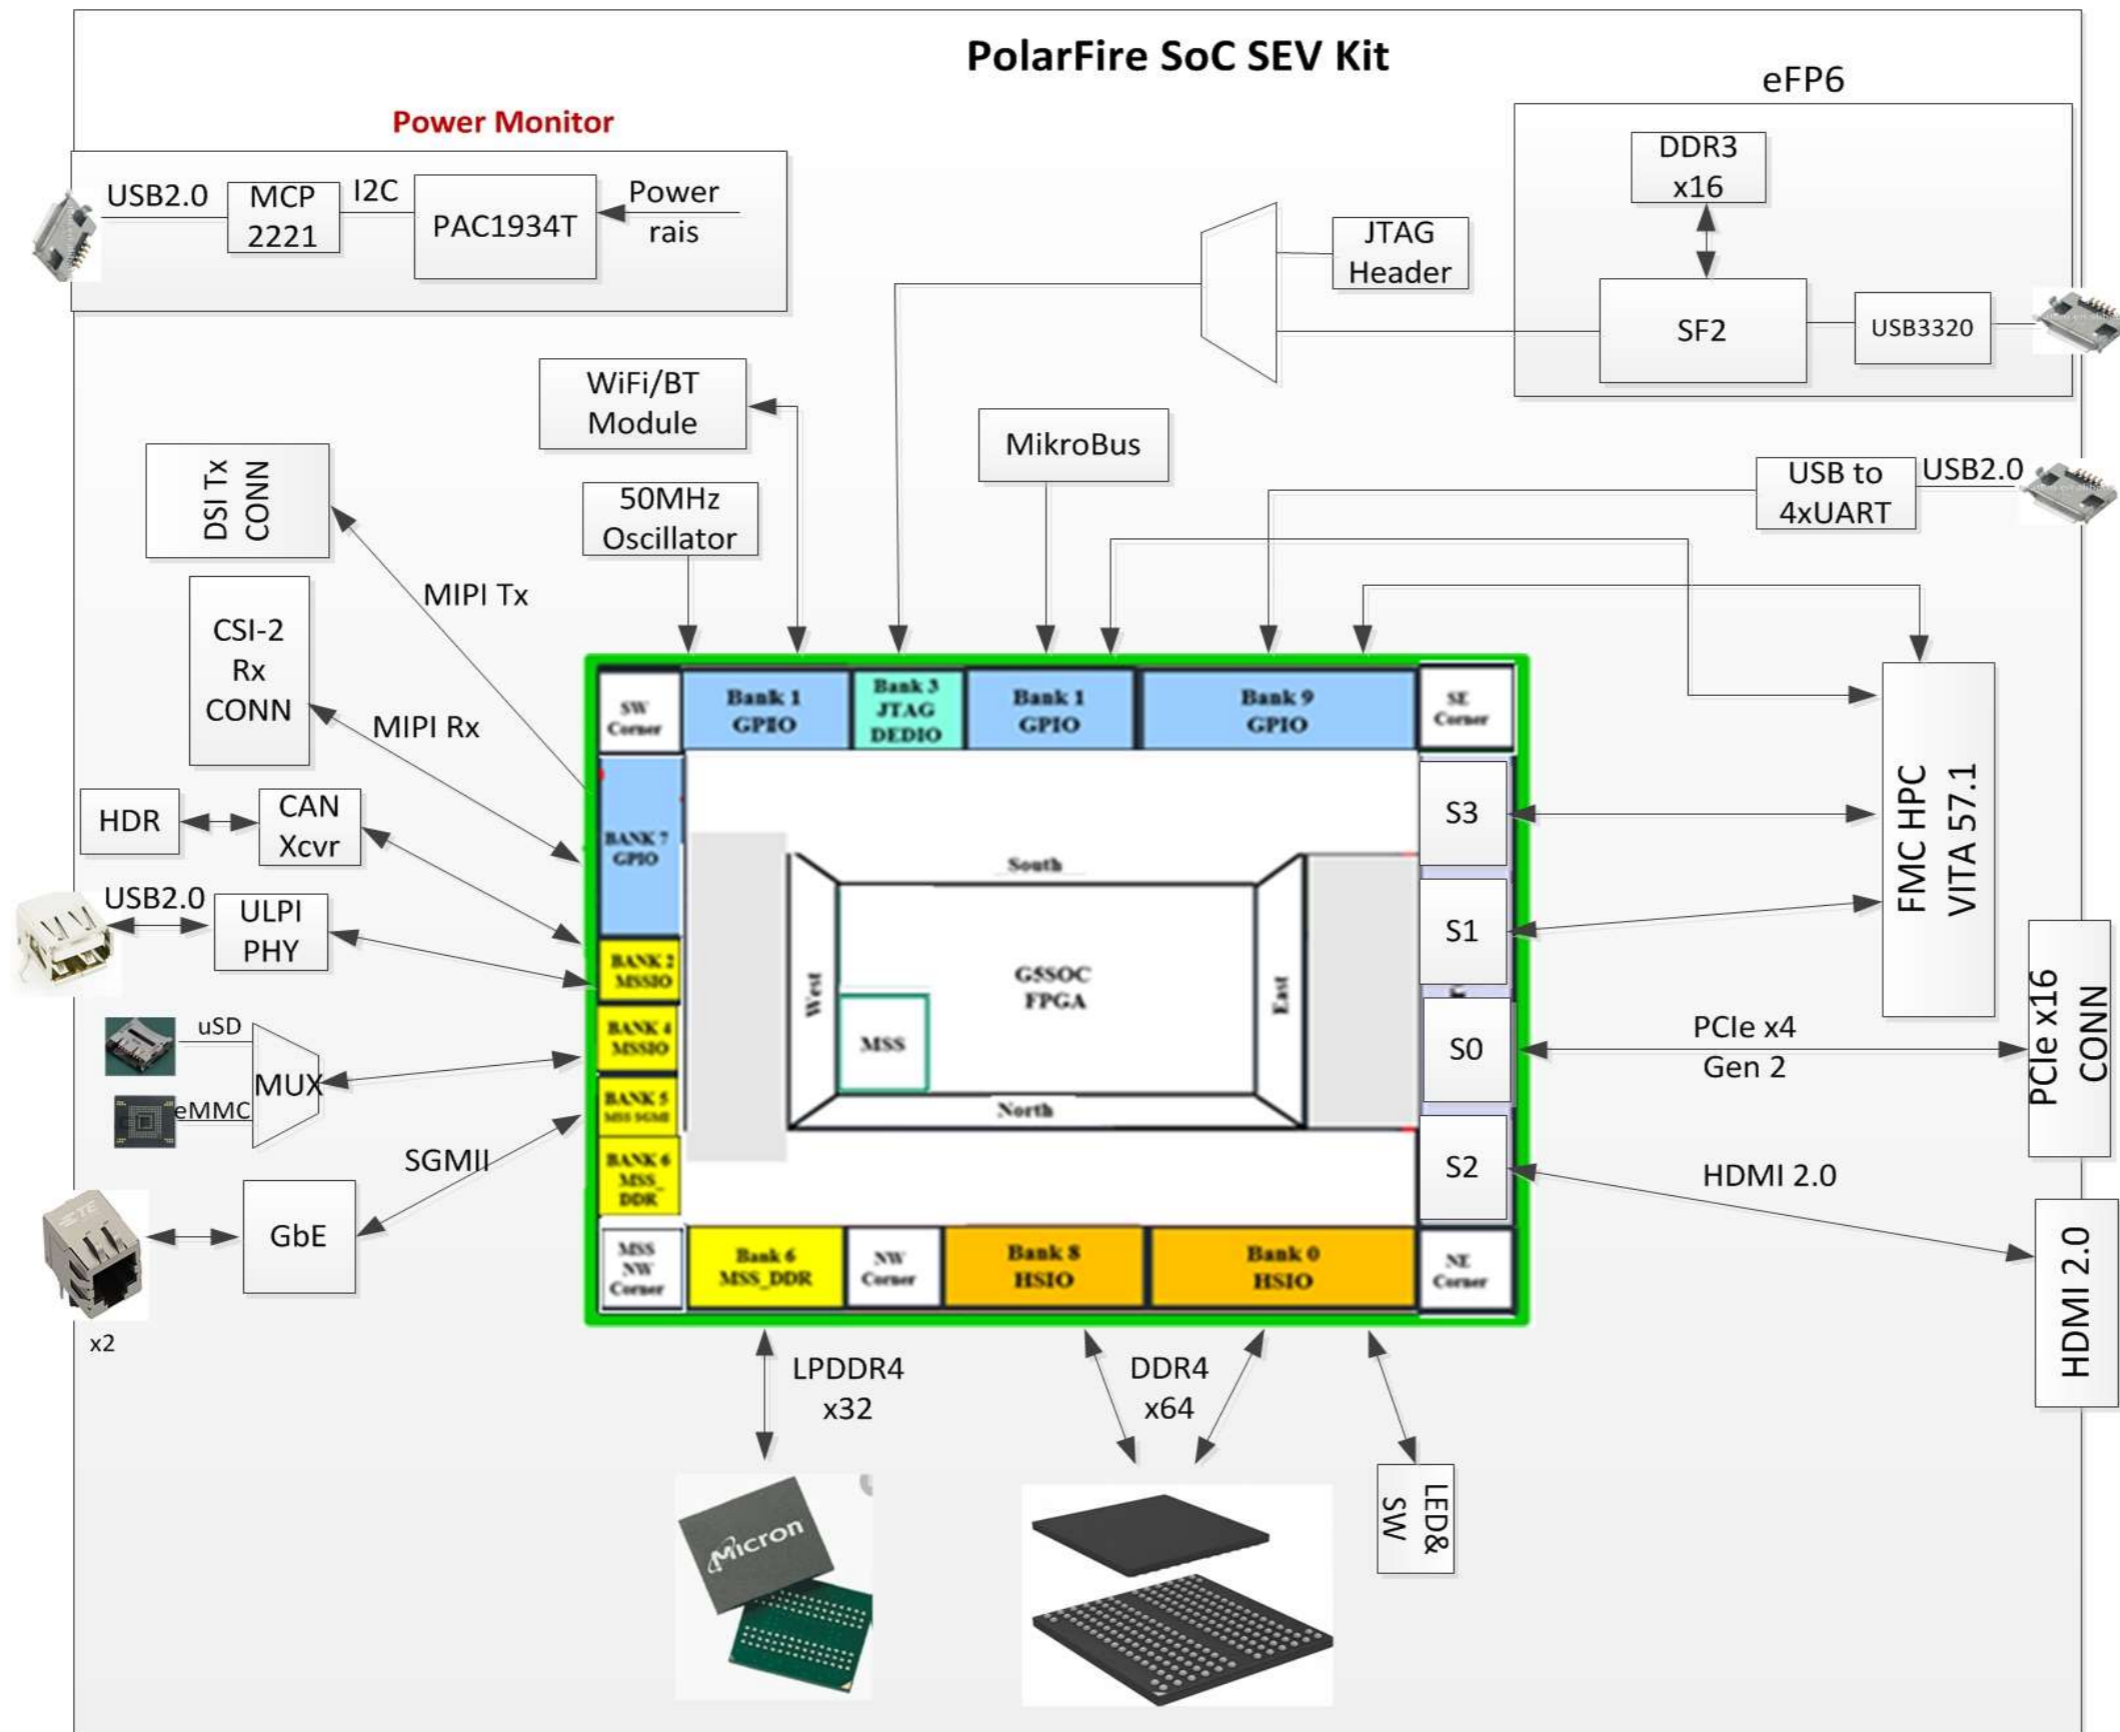 PolarFire SoC SEV Kit
eFP6
Power Monitor
DDR3
x16
USB2.0
MCP
2221
I2C
PAC1934T
Power
rais
JTAG
Header
SF2
USB3320
WiFi/BT
Module
MikroBus
DSI Tx
CONN
50MHz
Oscillator
USB to
4xUART
USB2.0
MIPI Tx
CSI-2
Rx
CONN
MIPI Rx
SW
Corner
Bank 1
GPIO
Bank 3
JTAG
DEDIO
Bank 1
GPIO
Bank 9
GPIO
SE
Corner
FMC HPC
VITA 57.1
HDR
CAN
Xcvr
BANK 7
GPIO
S3
South
USB2.0
ULPI
PHY
S1
BANK 2
MSSIO
West
G5SOC
FPGA
East
PCIe x16
CONN
uSD
MUX
eMMC
BANK 4
MSSIO
MSS
S0
PCIe x4
Gen 2
BANK 5
MSS SGMII
North
SGMII
BANK 6
MSS_
DDR
S2
HDMI 2.0
TE
GbE
x2
MSS
NW
Corner
Bank 6
MSS_DDR
NW
Corner
Bank 8
HSIO
Bank 0
HSIO
NE
Corner
HDMI 2.0
LPDDR4
x32
DDR4
x64
LED&
SW
Micron